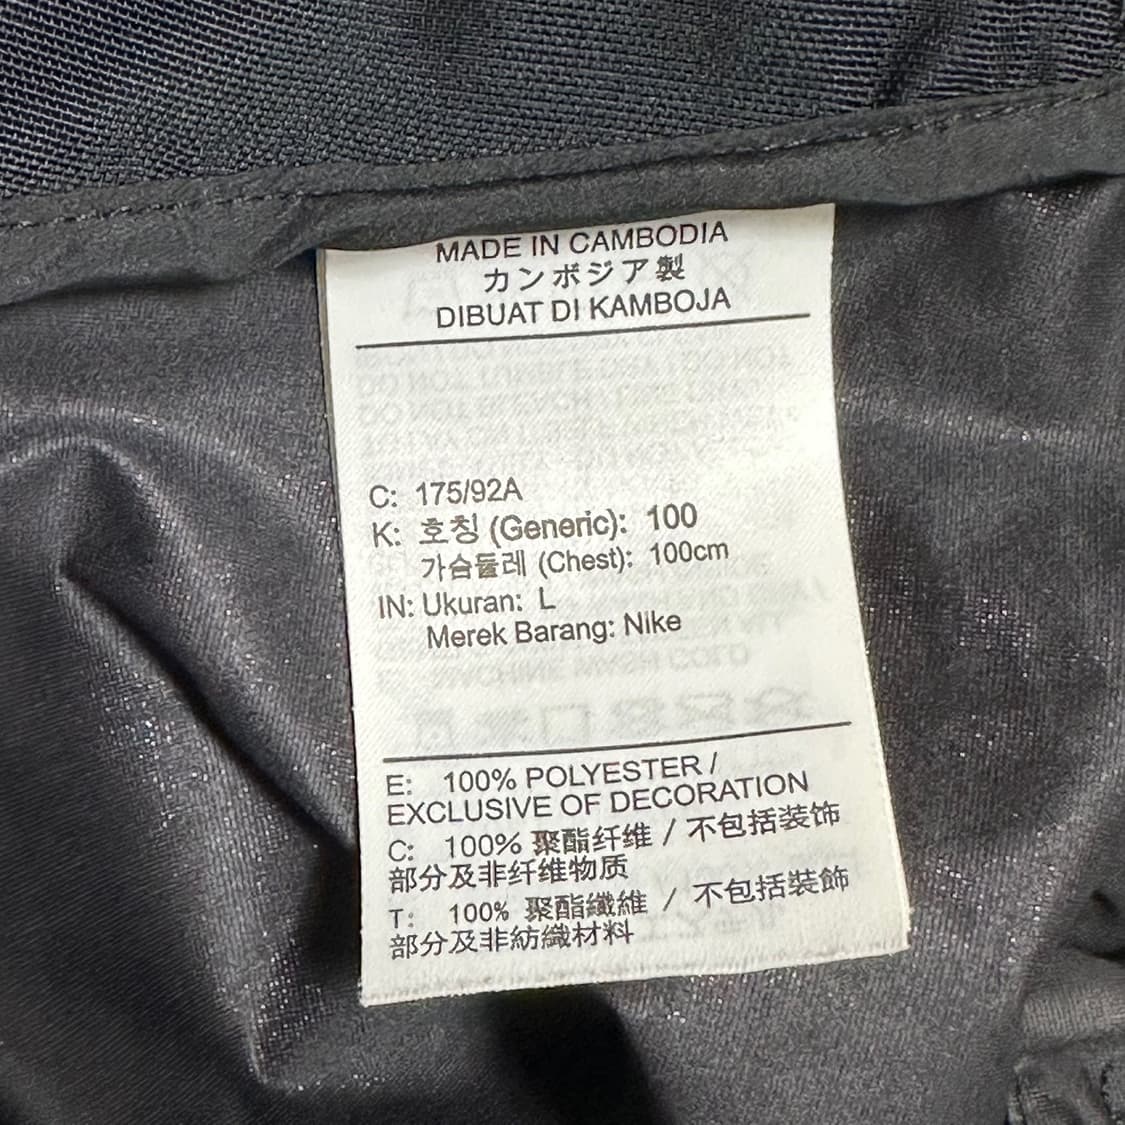 MADE IN CAMBODIA
カンボジア製
DIBUAT DI KAMBOJA
C: 175/92A
K: 호칭 (Generic): 100
가슴둘레 (Chest): 100cm
IN: Ukuran: L
Merek Barang: Nike
E: 100% POLYESTER /
EXCLUSIVE OF DECORATION
C: 100% 聚酯纤维 / 不包括装饰
部分及非纤维物质
T: 100% 聚酯纖維 / 不包括裝飾
部分及非紡織材料